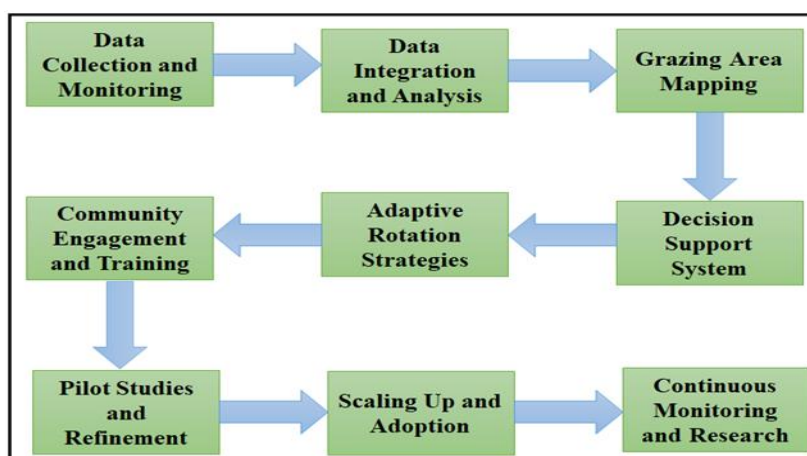 Data
Collection and
Monitoring
Data
Integration
and Analysis
Grazing Area
Mapping
Decision
Support
System
Adaptive
Rotation
Strategies
Community
Engagement
and Training
Pilot Studies
and
Refinement
Scaling Up and
Adoption
Continuous
Monitoring
and Research